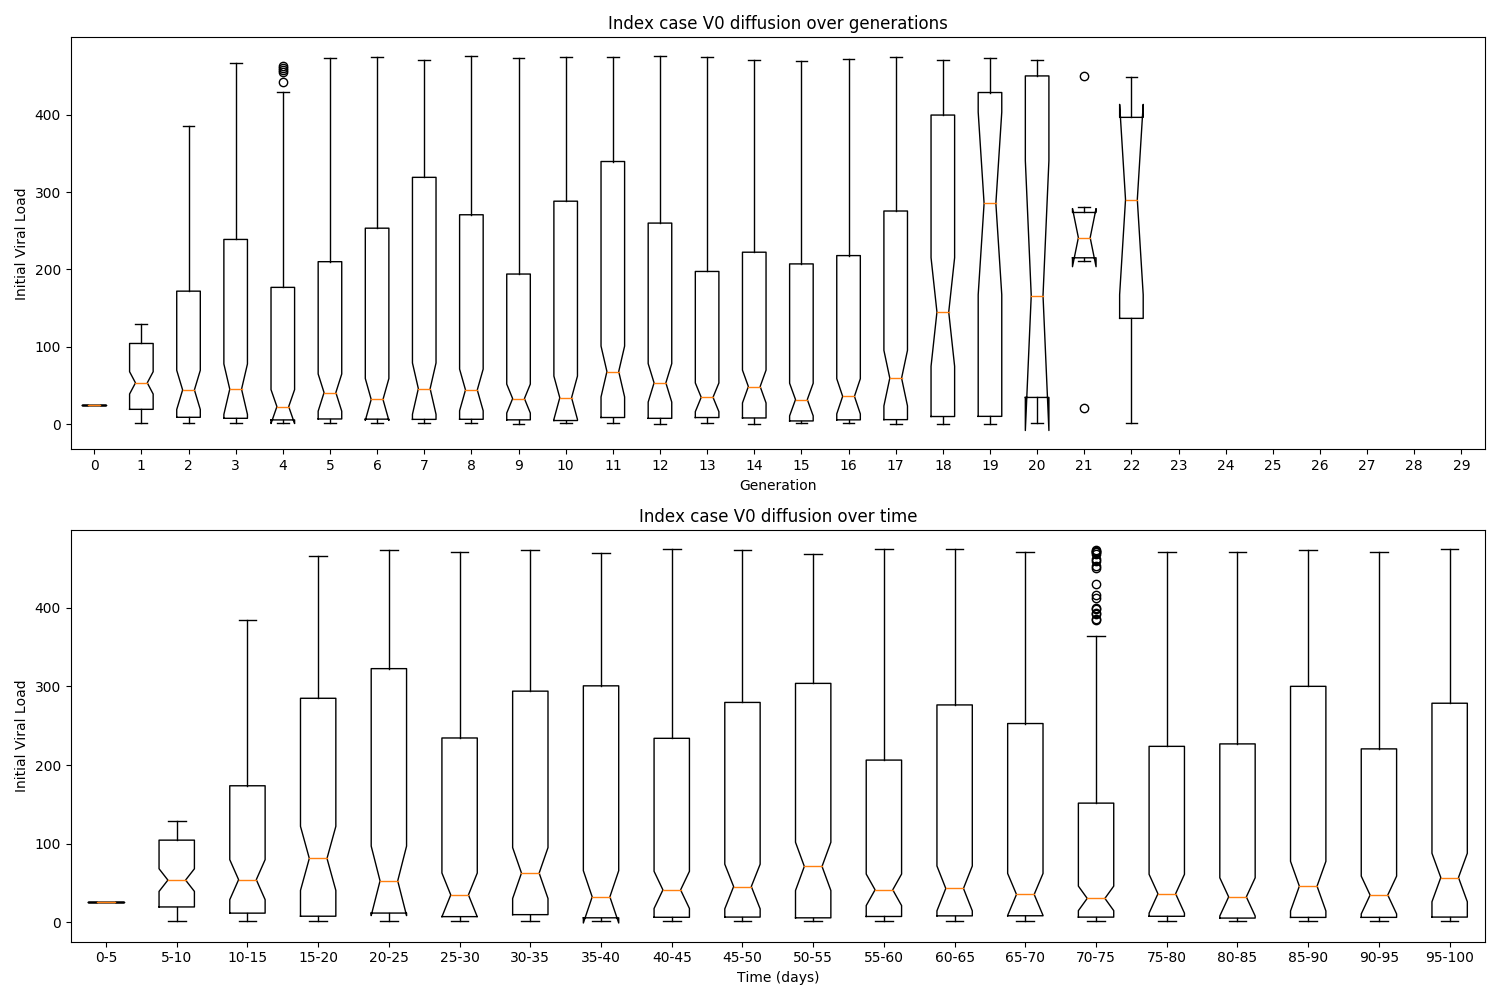 Index case V0 diffusion over generations
Initial Viral Load
400
300
200
100
0
0 1 2 3 4 5 6 7 8 9 10 11 12 13 14 15 16 17 18 19 20 21 22 23 24 25 26 27 28 29
Generation
Index case V0 diffusion over time
Initial Viral Load
400
300
200
100
0
0-5 5-10 10-15 15-20 20-25 25-30 30-35 35-40 40-45 45-50 50-55 55-60 60-65 65-70 70-75 75-80 80-85 85-90 90-95 95-100
Time (days)